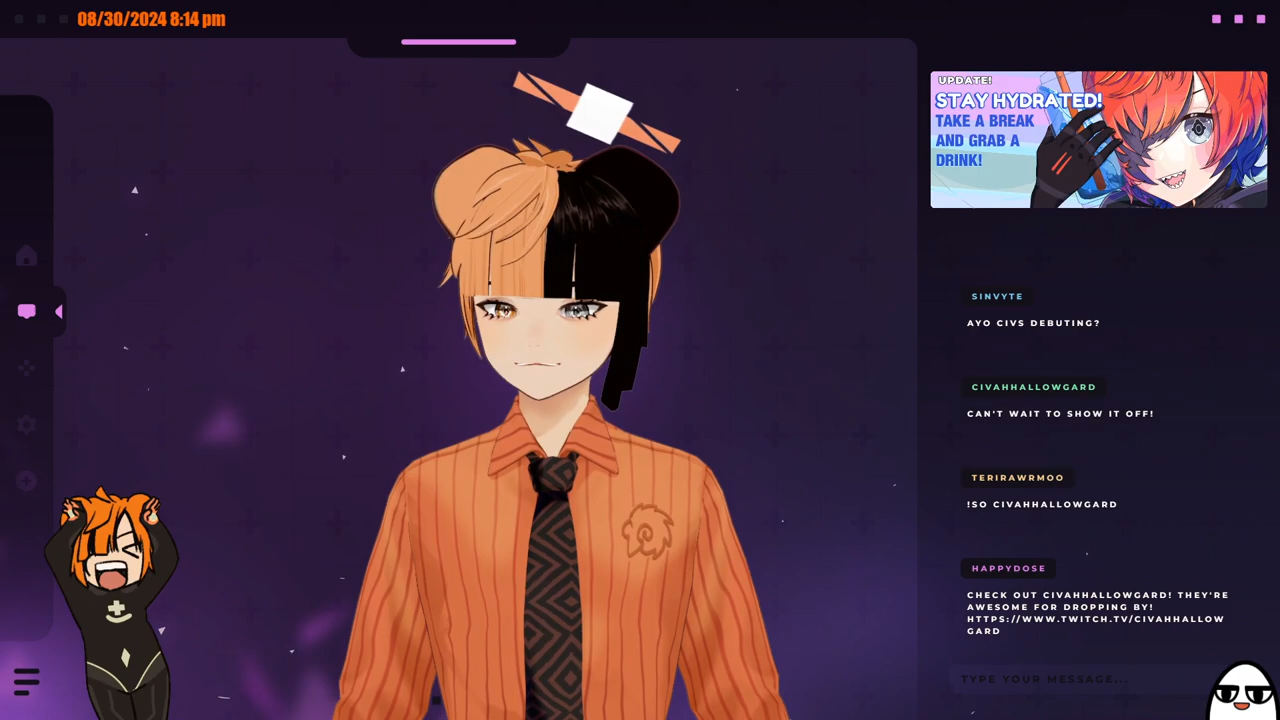 08/30/2024 8:14 pm
UPDATE!
STAY HYDRATED!
TAKE A BREAK
AND GRAB A
DRINK!
SINVYTE
AYO CIVS DEBUTING?
CIVAHHALLOWGARD
CAN'T WAIT TO SHOW IT OFF!
TERIRAWRMOO
!SO CIVAHHALLOWGARD
HAPPYDOSE
CHECK OUT CIVAHHALLOWGARD! THEY'RE
AWESOME FOR DROPPING BY!
HTTPS://WWW.TWITCH.TV/CIVAHHALLOW
GARD
TYPE YOUR MESSAGE...